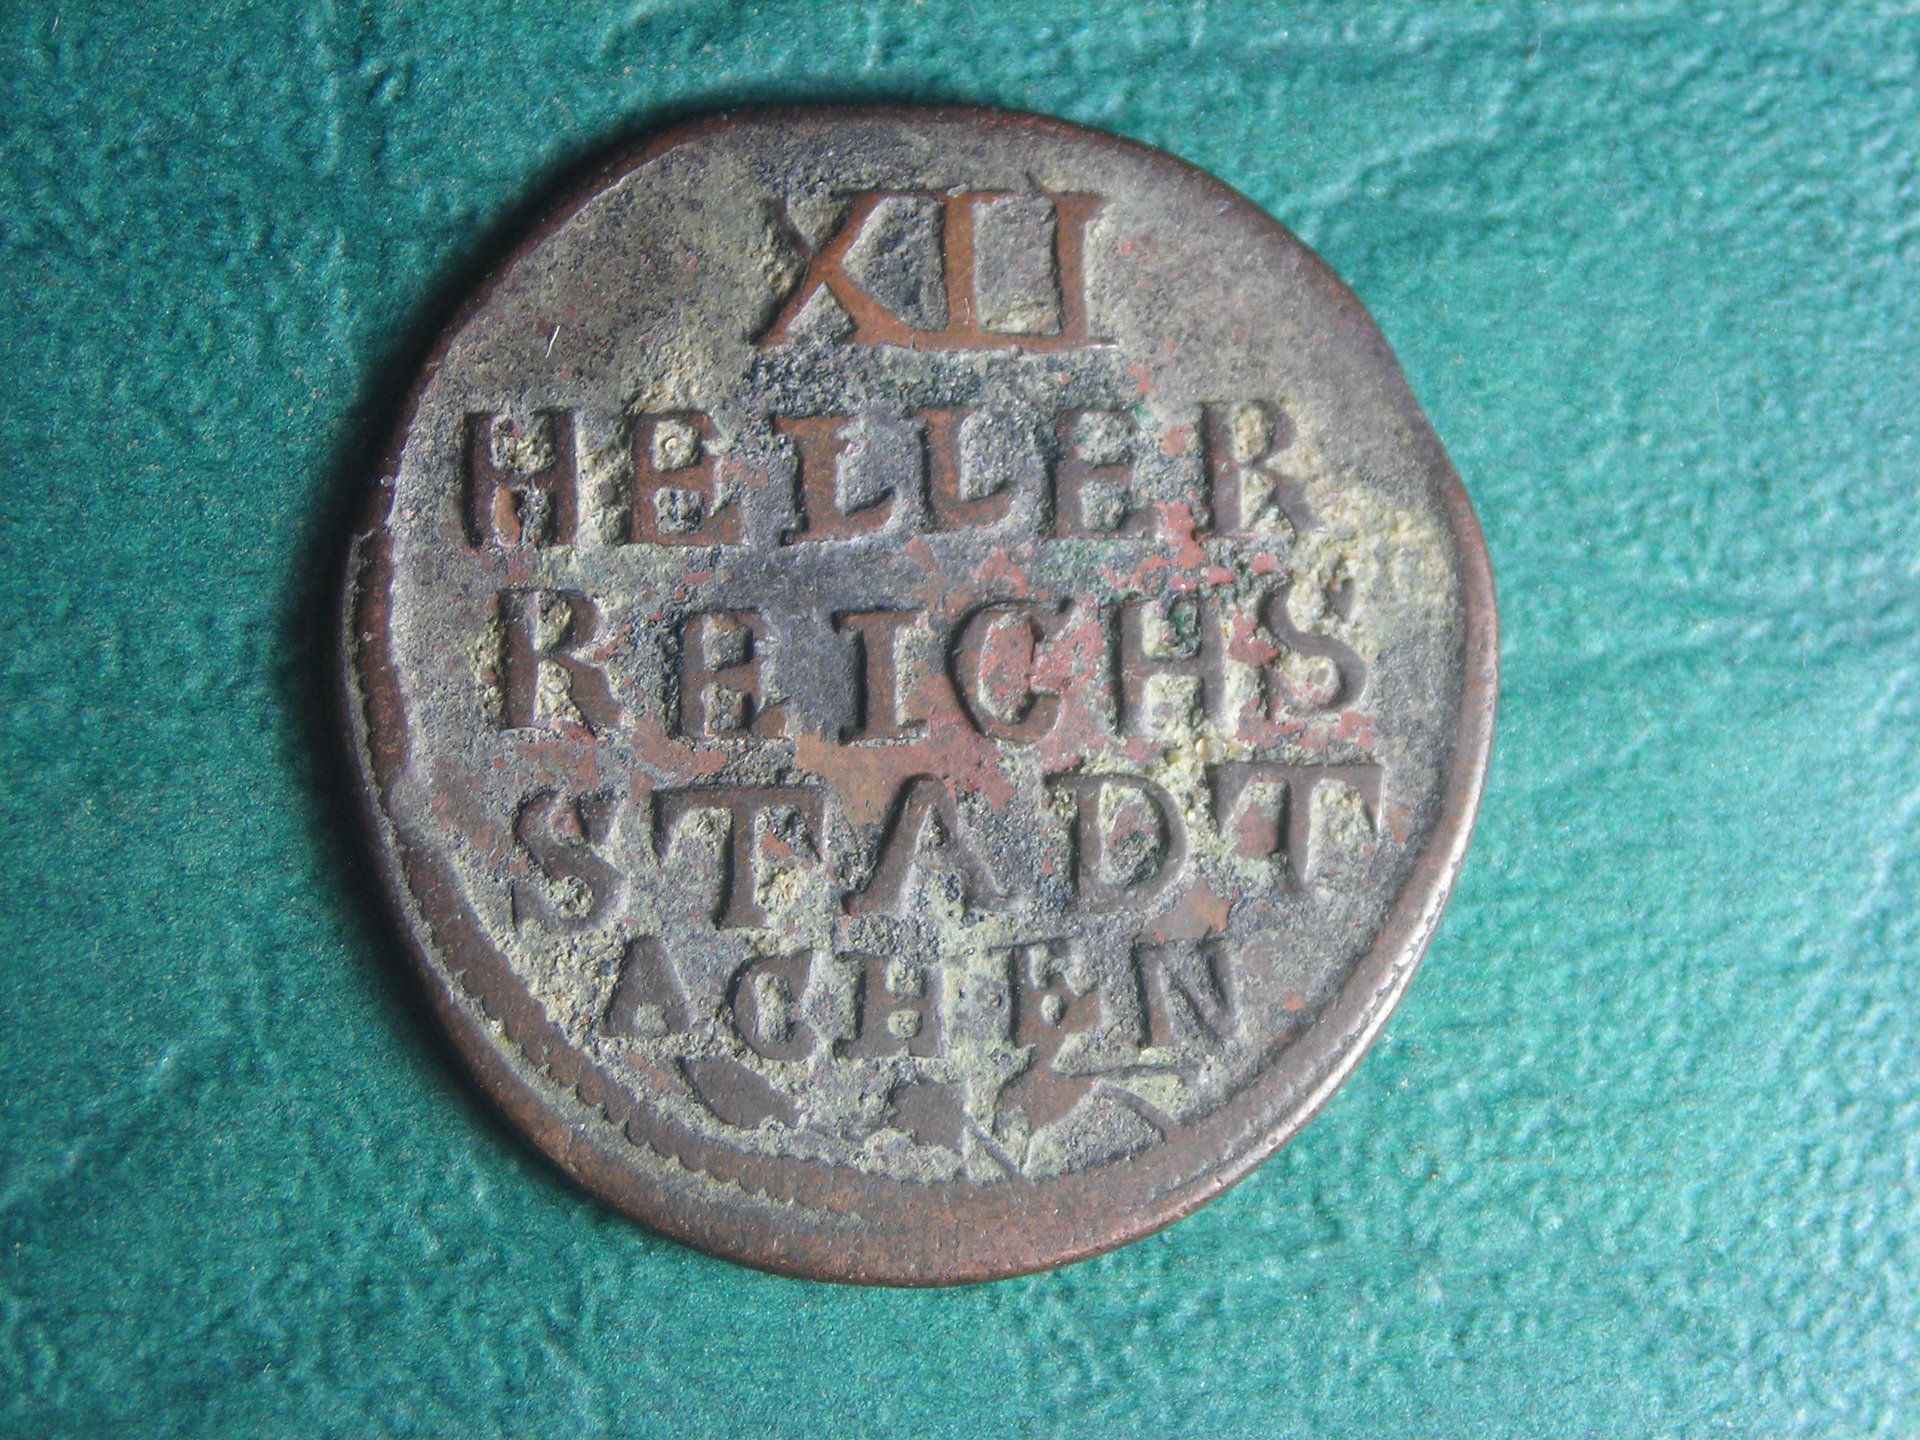 XII
HELLER
REICHS
STADT
ACHEN